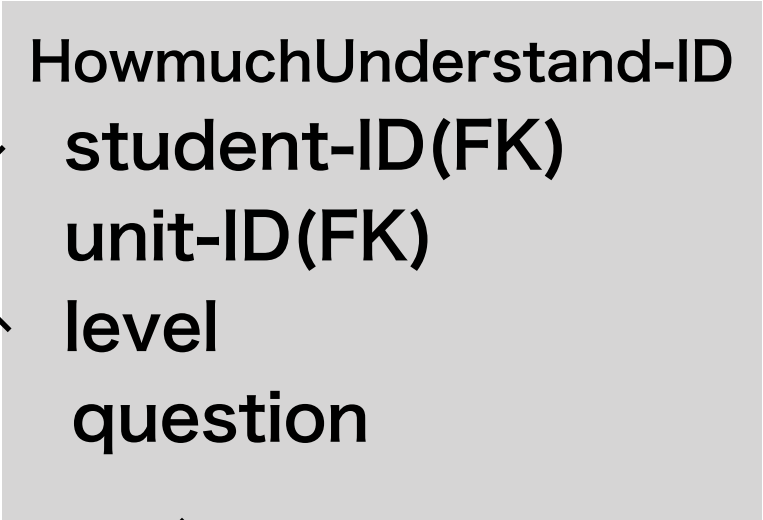 HowmuchUnderstand-ID
student-ID(FK)
unit-ID(FK)
level
question